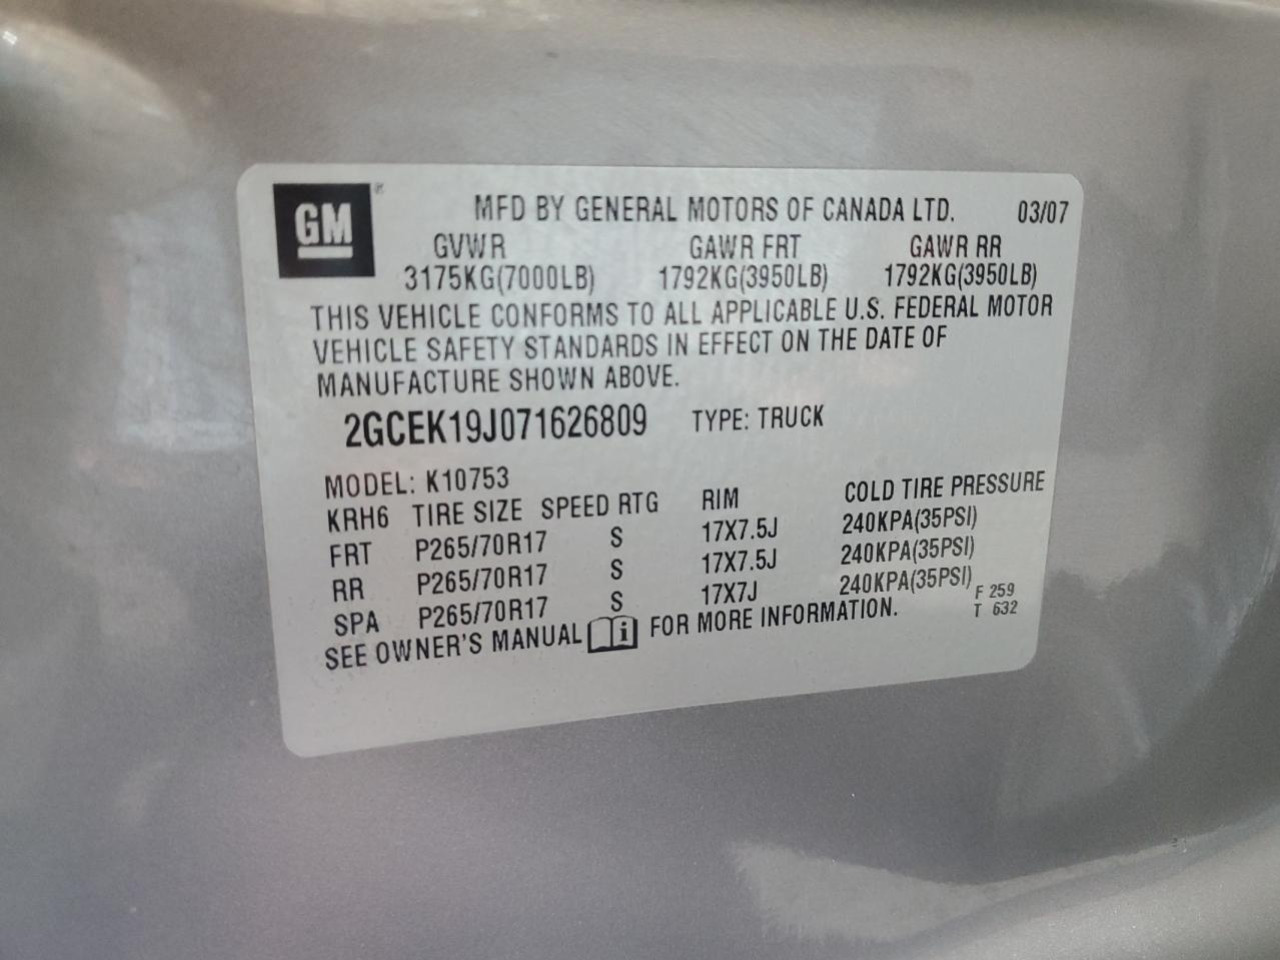 GM®
MFD BY GENERAL MOTORS OF CANADA LTD. 03/07
GVWR GAWR FRT GAWR RR
3175KG(7000LB) 1792KG(3950LB) 1792KG(3950LB)
THIS VEHICLE CONFORMS TO ALL APPLICABLE U.S. FEDERAL MOTOR
VEHICLE SAFETY STANDARDS IN EFFECT ON THE DATE OF
MANUFACTURE SHOWN ABOVE.
2GCEK19J071626809 TYPE: TRUCK
MODEL: K10753
KRH6 TIRE SIZE SPEED RTG RIM COLD TIRE PRESSURE
FRT P265/70R17 S 17X7.5J 240KPA(35PSI)
RR P265/70R17 S 17X7.5J 240KPA(35PSI)
SPA P265/70R17 S 17X7J 240KPA(35PSI) F 259
SEE OWNER'S MANUAL i FOR MORE INFORMATION. T 632